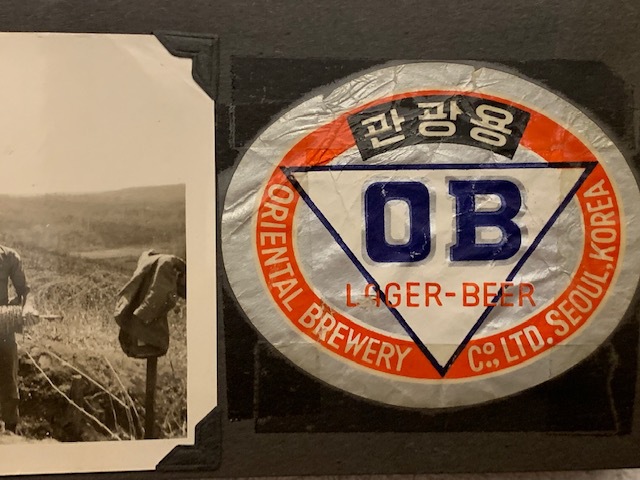 관광용
OB
LAGER-BEER
ORIENTAL BREWERY Co., LTD. SEOUL, KOREA